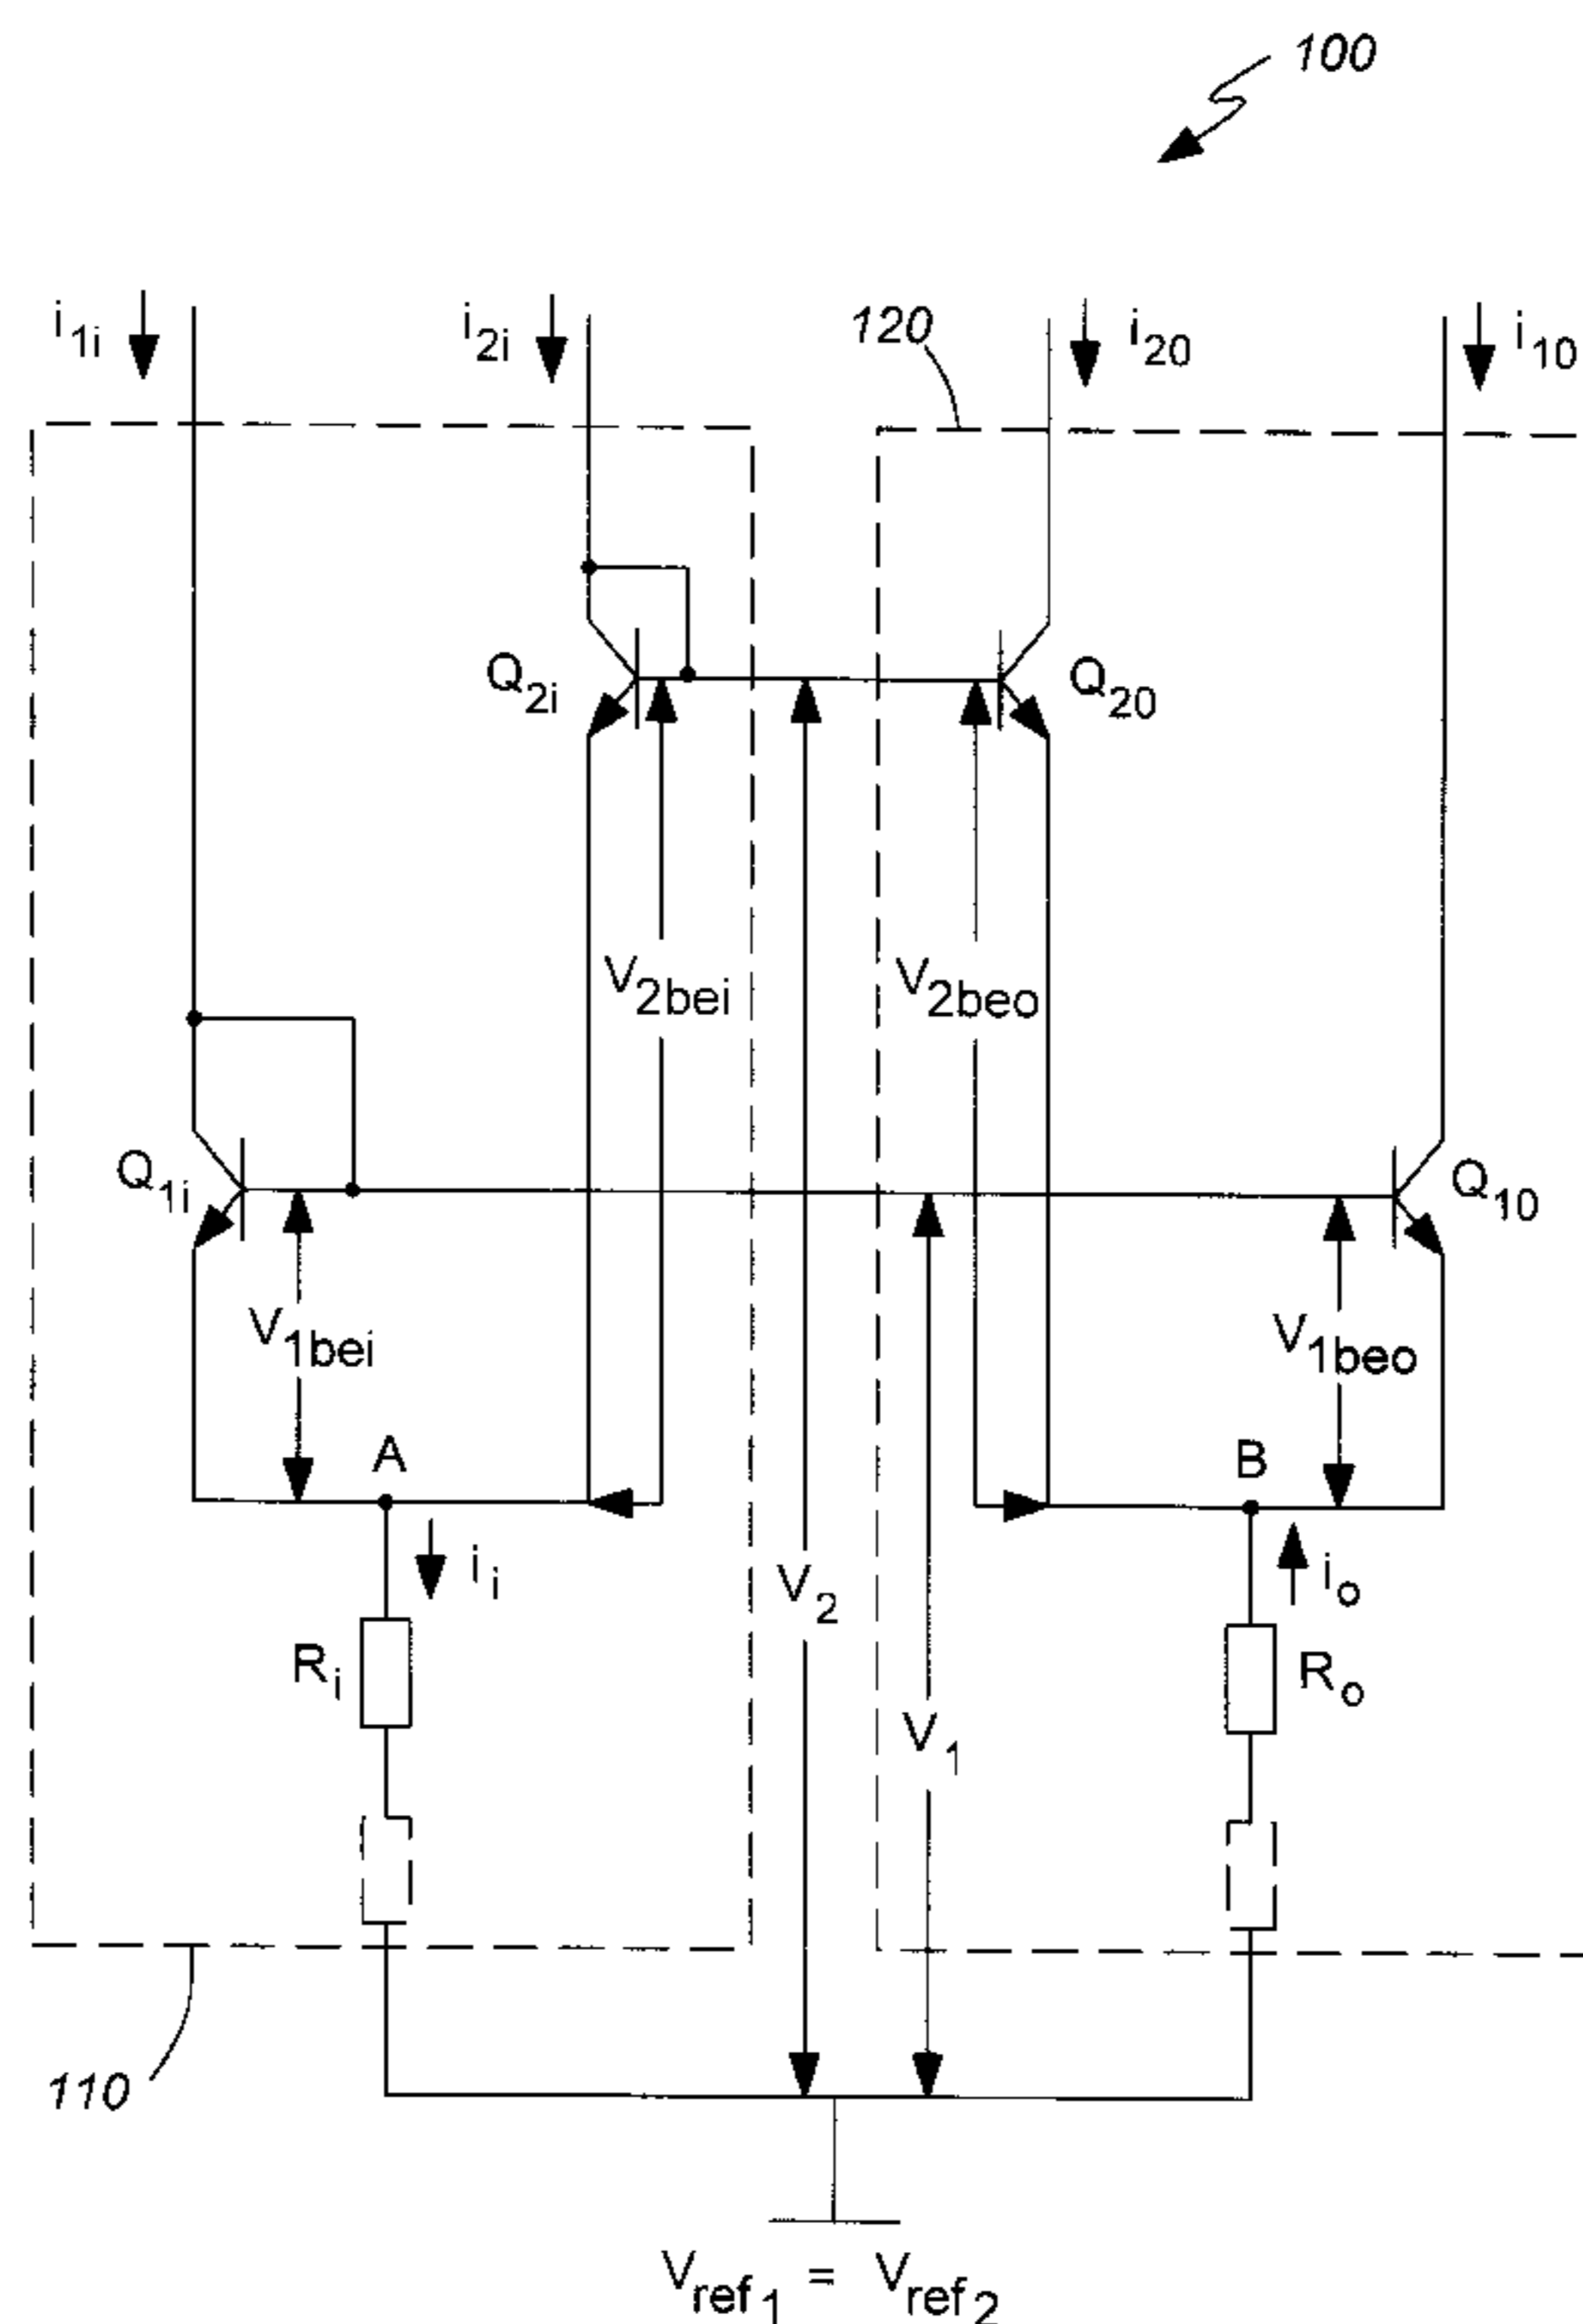 100
i1i
i2i
120
i20
i10
Q2i
Q20
V2bei
V2beo
Q1i
Q10
V1bei
V1beo
A
B
ii
V2
io
Ri
Ro
V1
110
Vref1 = Vref2